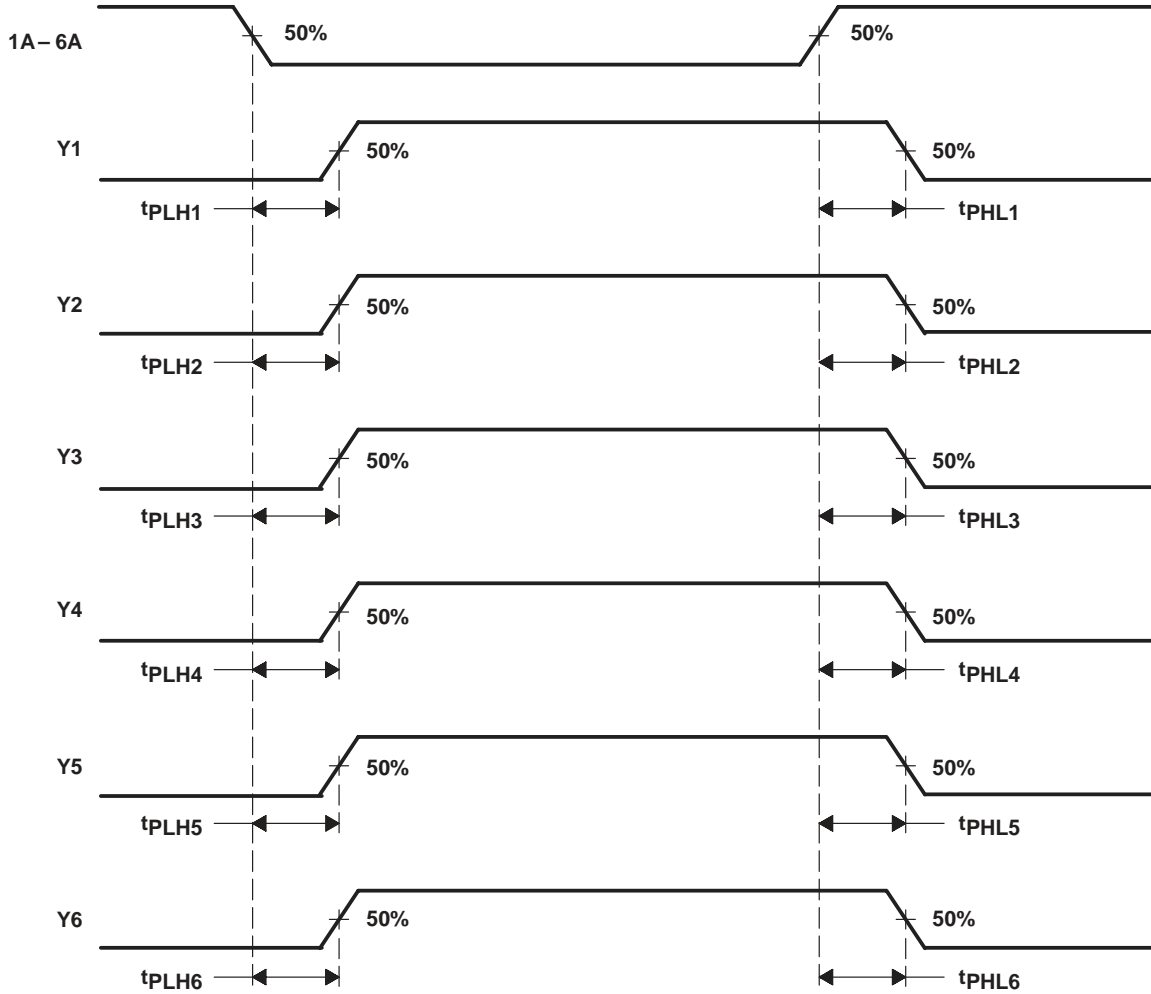 1A – 6A 50% 50%
Y1 50% 50%
tPLH1 tPHL1
Y2 50% 50%
tPLH2 tPHL2
Y3 50% 50%
tPLH3 tPHL3
Y4 50% 50%
tPLH4 tPHL4
Y5 50% 50%
tPLH5 tPHL5
Y6 50% 50%
tPLH6 tPHL6